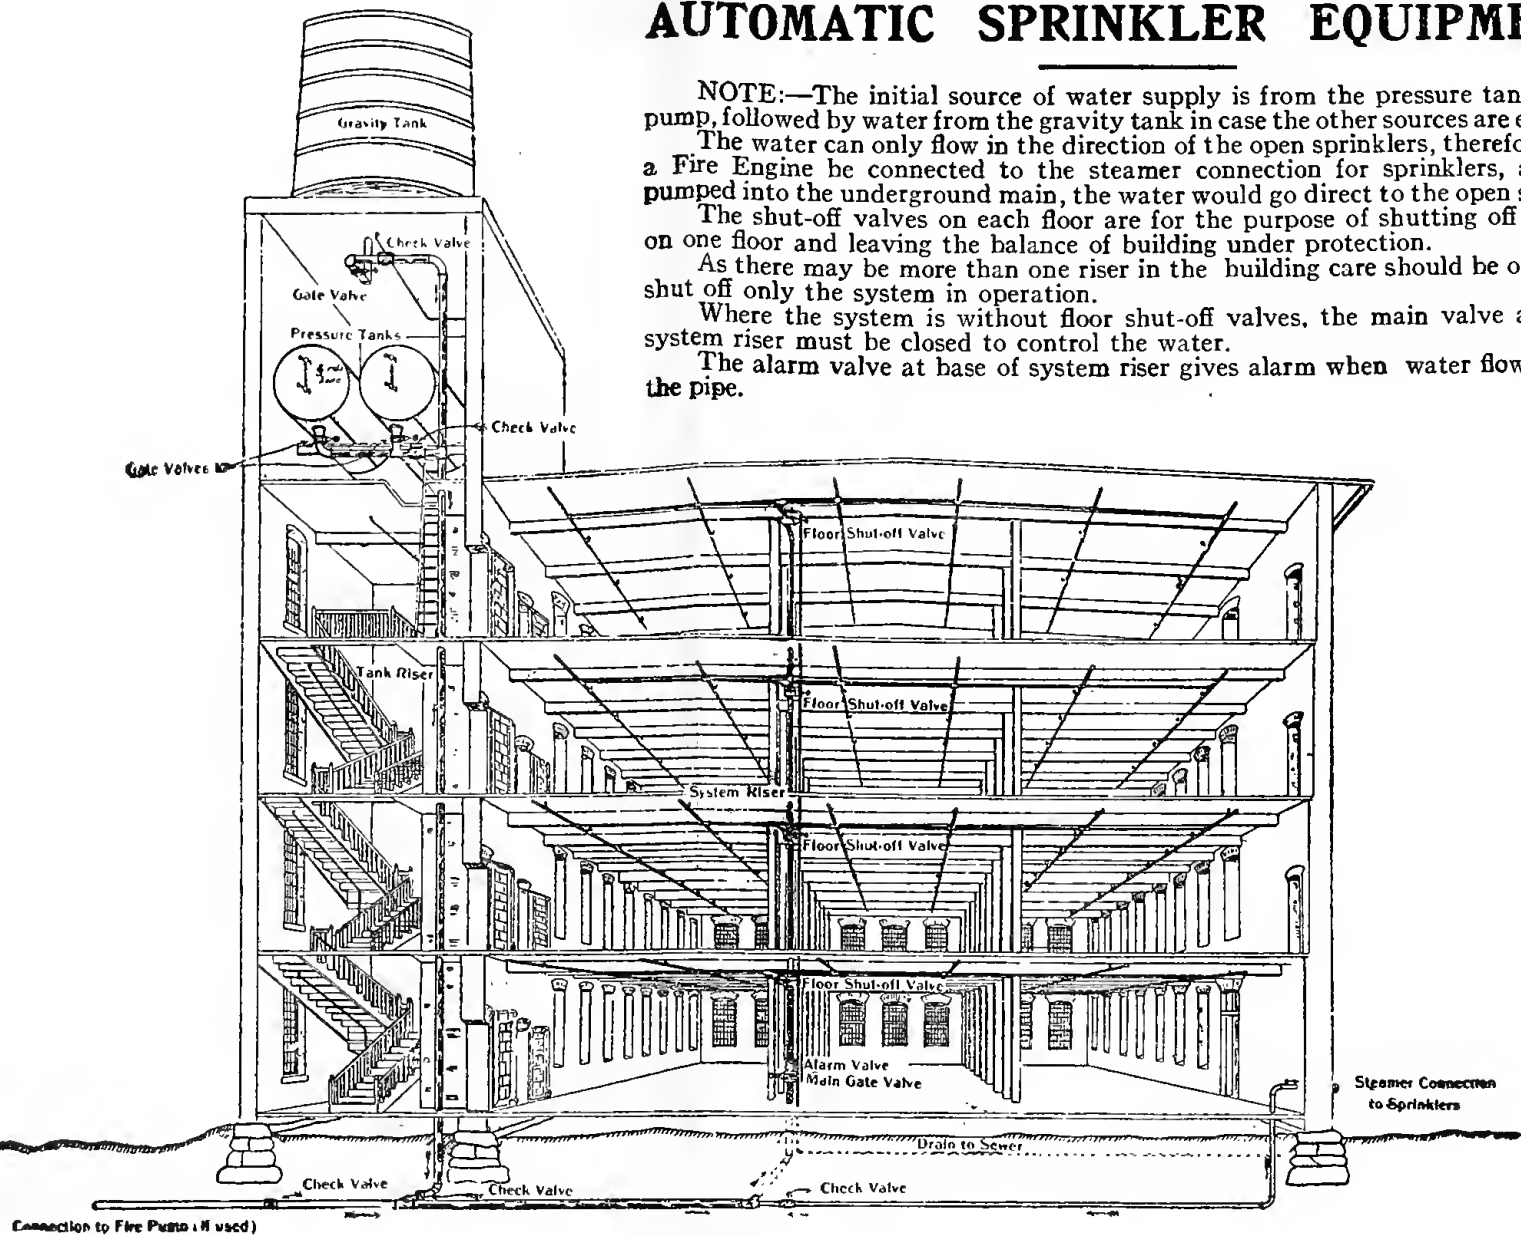 AUTOMATIC SPRINKLER EQUIPME
NOTE:—The initial source of water supply is from the pressure tan
pump, followed by water from the gravity tank in case the other sources are e
The water can only flow in the direction of the open sprinklers, therefo
a Fire Engine be connected to the steamer connection for sprinklers, a
pumped into the underground main, the water would go direct to the open s
The shut-off valves on each floor are for the purpose of shutting off
on one floor and leaving the balance of building under protection.
As there may be more than one riser in the building care should be o
shut off only the system in operation.
Where the system is without floor shut-off valves, the main valve a
system riser must be closed to control the water.
The alarm valve at base of system riser gives alarm when water flow
the pipe.
Gravity Tank
Check Valve
Gate Valve
Pressure Tanks
Check Valve
Gate Valves
Floor Shut-off Valve
Tank Riser
Floor Shut-off Valve
System Riser
Floor Shut-off Valve
Floor Shut-off Valve
Alarm Valve
Main Gate Valve
Steamer Connection
to Sprinklers
Drain to Sewer
Check Valve
Check Valve
Check Valve
Connection to Fire Pump (if used)